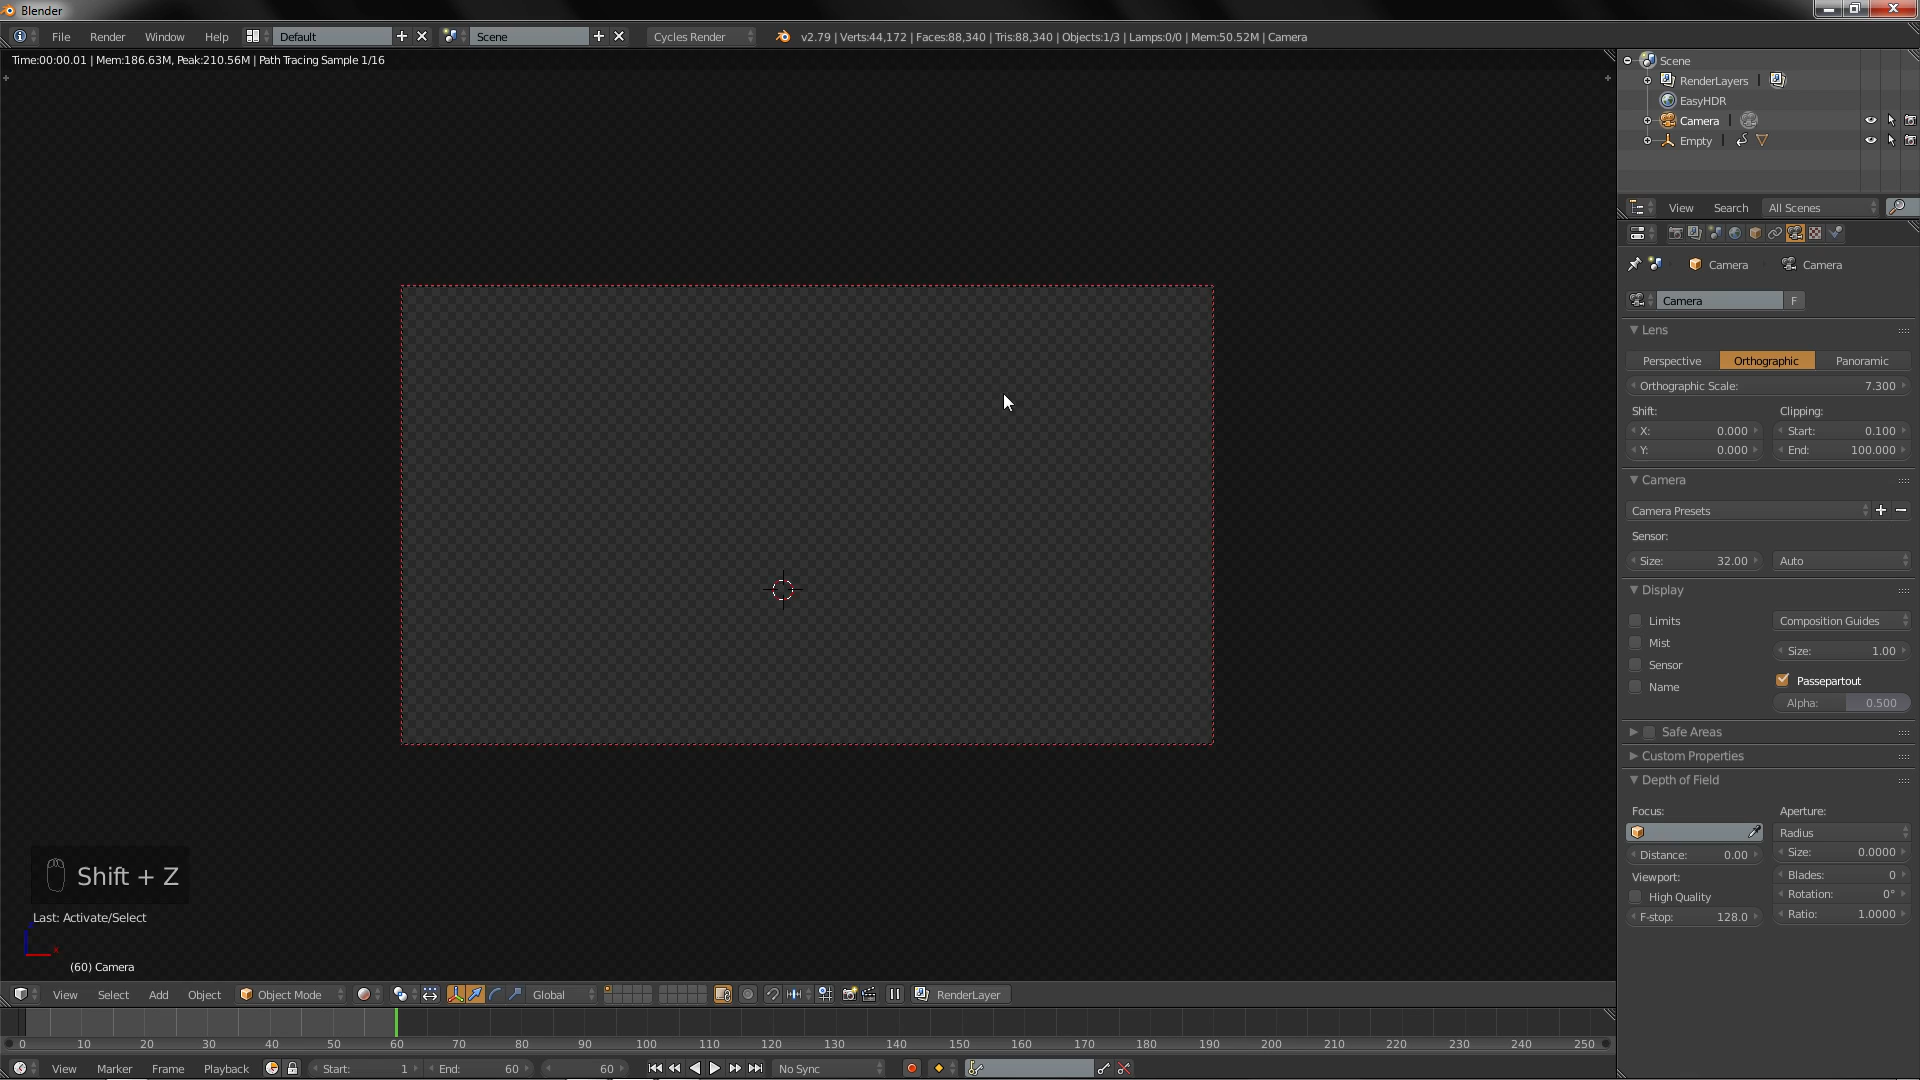 Blender
File Render Window Help Default Scene Cycles Render v2.79 | Verts:44,172 | Faces:88,340 | Tris:88,340 | Objects:1/3 | Lamps:0/0 | Mem:50.52M | Camera
Time:00:00.01 | Mem:186.63M, Peak:210.56M | Path Tracing Sample 1/16
Scene
RenderLayers
EasyHDR
Camera
Empty
View Search All Scenes
Camera Camera
Camera F
Lens
Perspective Orthographic Panoramic
Orthographic Scale: 7.300
Shift: Clipping:
X: 0.000 Start: 0.100
Y: 0.000 End: 100.000
Camera
Camera Presets
Sensor:
Size: 32.00 Auto
Display
Limits Composition Guides
Mist Size: 1.00
Sensor
Passepartout
Name
Alpha: 0.500
Safe Areas
Custom Properties
Depth of Field
Focus: Aperture:
Radius
Distance: 0.00 Size: 0.0000
Viewport: Blades: 0
High Quality Rotation: 0°
F-stop: 128.0 Ratio: 1.0000
Shift + Z
Last: Activate/Select
x
(60) Camera
View Select Add Object Object Mode Global RenderLayer
0 10 20 30 40 50 60 70 80 90 100 110 120 130 140 150 160 170 180 190 200 210 220 230 240 250
View Marker Frame Playback Start: 1 End: 60 60 No Sync